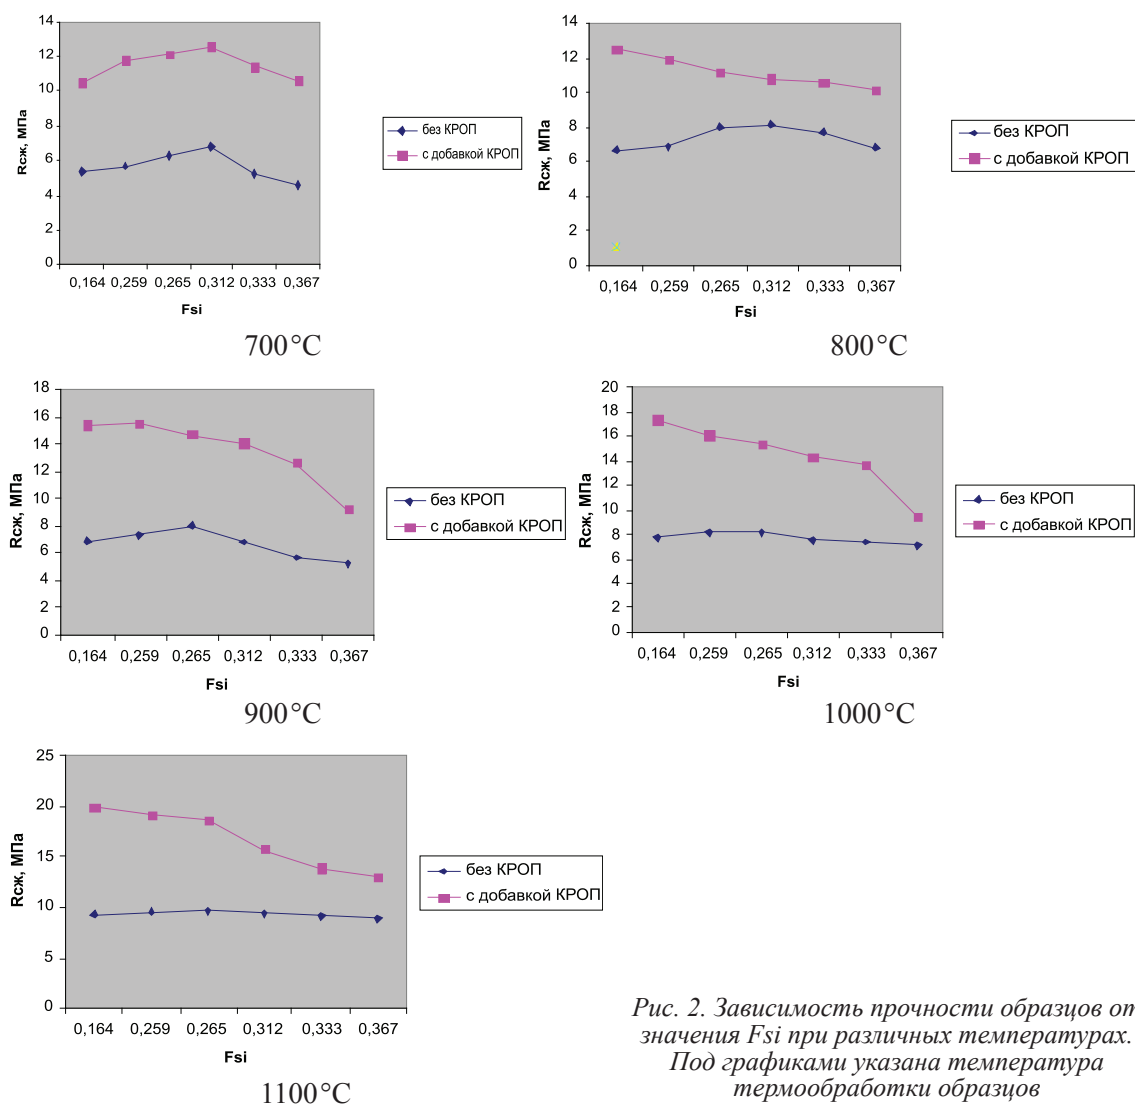 14
12
10
8
6
4
2
0
Rсж, МПа
0,164 0,259 0,265 0,312 0,333 0,367
Fsi
без КРОП
с добавкой КРОП
700°C
14
12
10
8
6
4
2
0
Rсж, МПа
0,164 0,259 0,265 0,312 0,333 0,367
Fsi
без КРОП
с добавкой КРОП
800°C
18
16
14
12
10
8
6
4
2
0
Rсж, МПа
0,164 0,259 0,265 0,312 0,333 0,367
Fsi
без КРОП
с добавкой КРОП
900°C
20
18
16
14
12
10
8
6
4
2
0
Rсж, МПа
0,164 0,259 0,265 0,312 0,333 0,367
Fsi
без КРОП
с добавкой КРОП
1000°C
25
20
15
10
5
0
Rсж, МПа
0,164 0,259 0,265 0,312 0,333 0,367
Fsi
без КРОП
с добавкой КРОП
1100°C
Рис. 2. Зависимость прочности образцов от
значения Fsi при различных температурах.
Под графиками указана температура
термообработки образцов